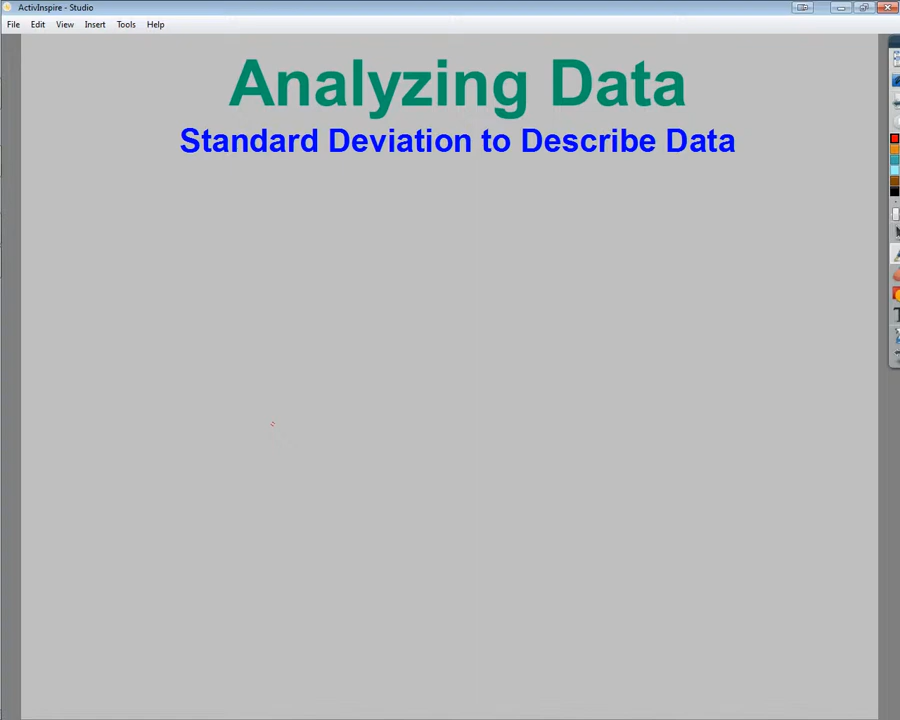 ActivInspire - Studio
File Edit View Insert Tools Help
Analyzing Data
Standard Deviation to Describe Data